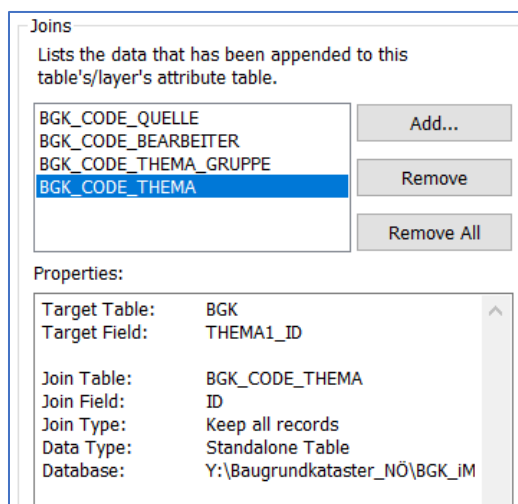 Joins
Lists the data that has been appended to this
table's/layer's attribute table.
BGK_CODE_QUELLE
BGK_CODE_BEARBEITER
BGK_CODE_THEMA_GRUPPE
BGK_CODE_THEMA
Add...
Remove
Remove All
Properties:
Target Table: BGK
Target Field: THEMA1_ID
Join Table: BGK_CODE_THEMA
Join Field: ID
Join Type: Keep all records
Data Type: Standalone Table
Database: Y:\Baugrundkataster_NÖ\BGK_iM